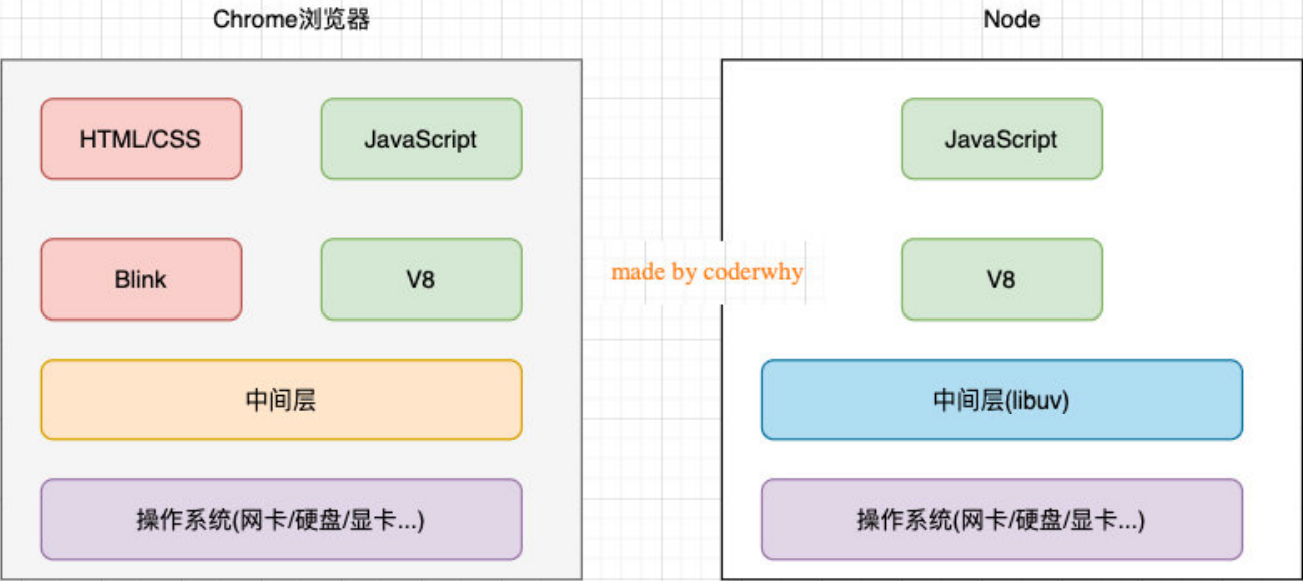 Chrome浏览器
HTML/CSS
JavaScript
Blink
V8
中间层
操作系统(网卡/硬盘/显卡...)
made by coderwhy
Node
JavaScript
V8
中间层(libuv)
操作系统(网卡/硬盘/显卡...)